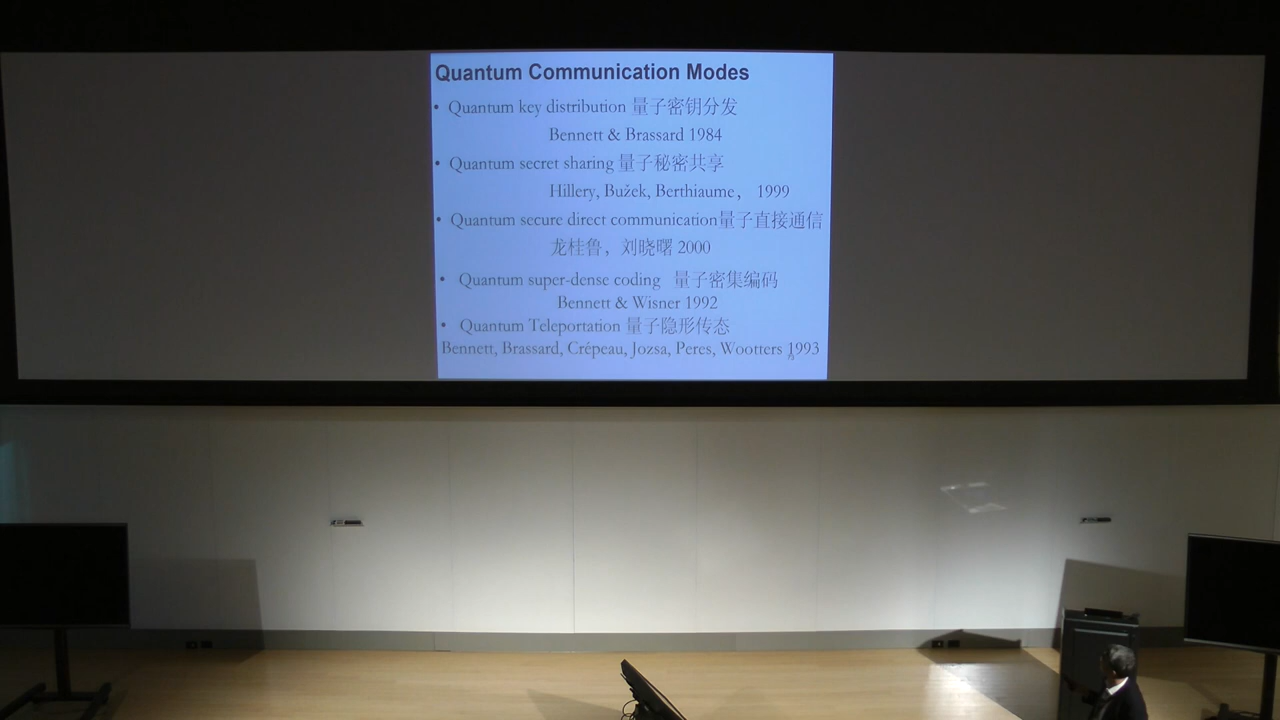 Quantum Communication Modes
• Quantum key distribution 量子密钥分发
Bennett & Brassard 1984
• Quantum secret sharing 量子秘密共享
Hillery, Bužek, Berthiaume， 1999
• Quantum secure direct communication量子直接通信
龙桂鲁，刘晓曙 2000
• Quantum super-dense coding 量子密集编码
Bennett & Wisner 1992
• Quantum Teleportation 量子隐形传态
Bennett, Brassard, Crépeau, Jozsa, Peres, Wootters 1993